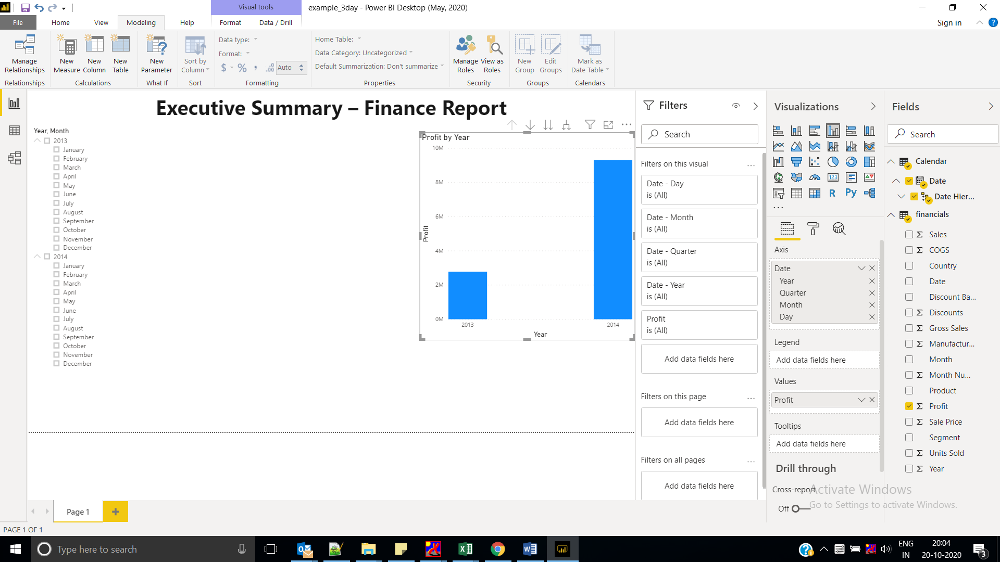 Visual tools
example_3day - Power BI Desktop (May, 2020)
File Home View Modeling Help Format Data / Drill
Sign in
?
Manage Relationships
Relationships
New Measure
New Column
New Table
Calculations
New Parameter
What If
Sort by Column
Sort
Data type:
Format:
$ % , .00 Auto
Formatting
Home Table:
Data Category: Uncategorized
Default Summarization: Don't summarize
Properties
Manage Roles
View as Roles
Security
New Group
Edit Groups
Groups
Mark as Date Table
Calendars
Executive Summary – Finance Report
Year, Month
2013
January
February
March
April
May
June
July
August
September
October
November
December
2014
January
February
March
April
May
June
July
August
September
October
November
December
Profit by Year
10M
8M
6M
4M
2M
0M
Profit
2013
2014
Year
Filters
Search
Filters on this visual
Date - Day
is (All)
Date - Month
is (All)
Date - Quarter
is (All)
Date - Year
is (All)
Profit
is (All)
Add data fields here
Filters on this page
Add data fields here
Filters on all pages
Add data fields here
Visualizations
123
R Py
Axis
Date
Year
Quarter
Month
Day
Legend
Add data fields here
Values
Profit
Tooltips
Add data fields here
Drill through
Cross-report
Off
Fields
Search
Calendar
Date
Date Hier...
financials
Σ Sales
Σ COGS
Country
Date
Discount Ba...
Σ Discounts
Σ Gross Sales
Σ Manufactur...
Month
Σ Month Nu...
Product
Σ Profit
Σ Sale Price
Segment
Σ Units Sold
Σ Year
Activate Windows
Go to Settings to activate Windows.
Page 1
+
PAGE 1 OF 1
Type here to search
ENG
IN
20:04
20-10-2020
3